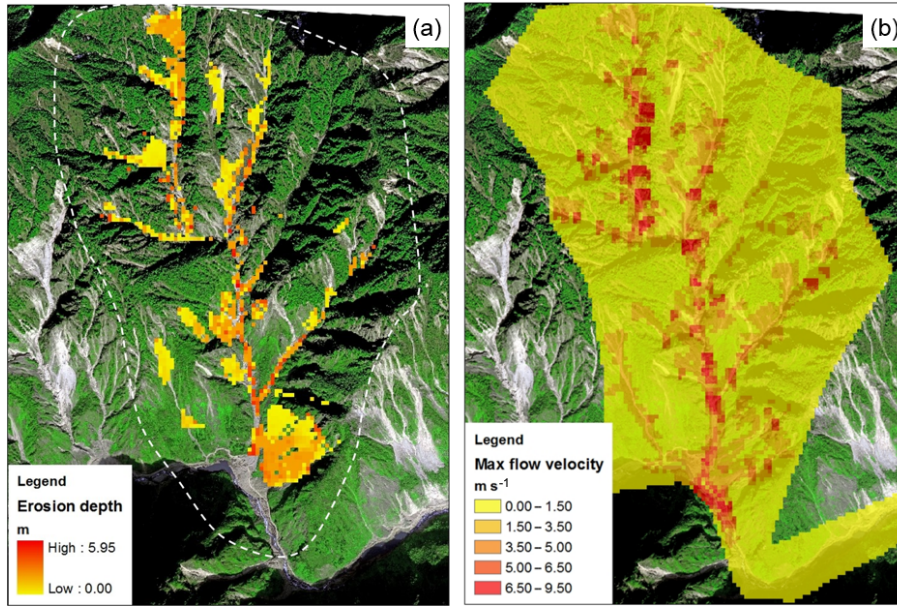 (a)
Legend
Erosion depth
m
High : 5.95
Low : 0.00
(b)
Legend
Max flow velocity
m s⁻¹
0.00 – 1.50
1.50 – 3.50
3.50 – 5.00
5.00 – 6.50
6.50 – 9.50